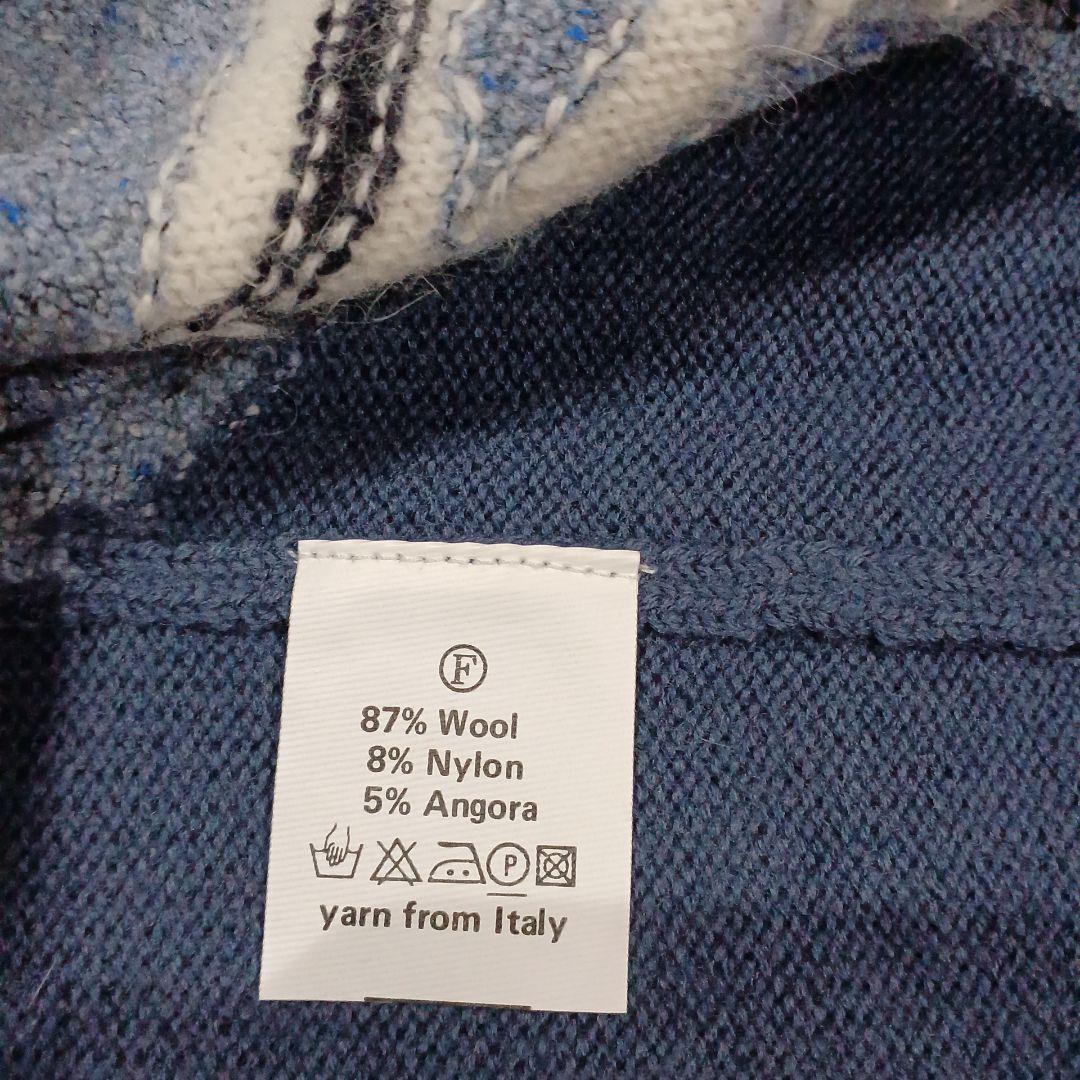 F
87% Wool
8% Nylon
5% Angora
P
yarn from Italy